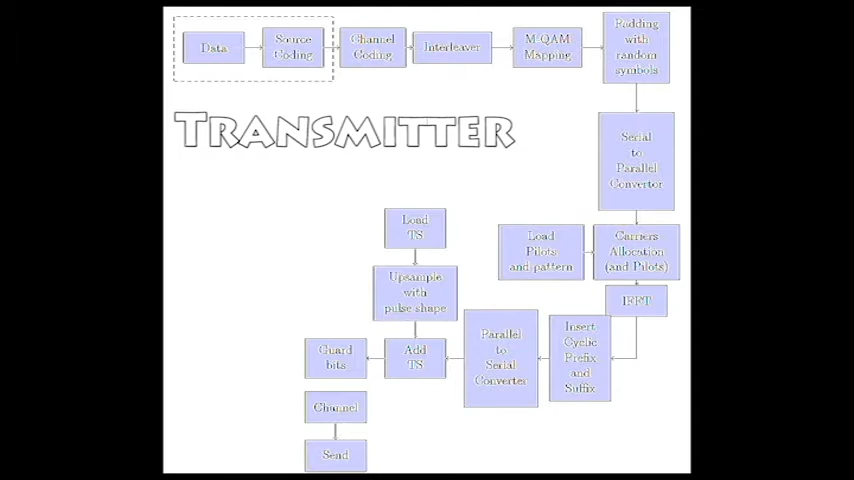 Data
Source
Coding
Channel
Coding
Interleaver
M-QAM
Mapping
Padding
with
random
symbols
TRANSMITTER
Serial
to
Parallel
Convertor
Load
TS
Load
Pilots
and pattern
Carriers
Allocation
(and Pilots)
Upsample
with
pulse shape
IFFT
Guard
bits
Add
TS
Parallel
to
Serial
Converter
Insert
Cyclic
Prefix
and
Suffix
Channel
Send